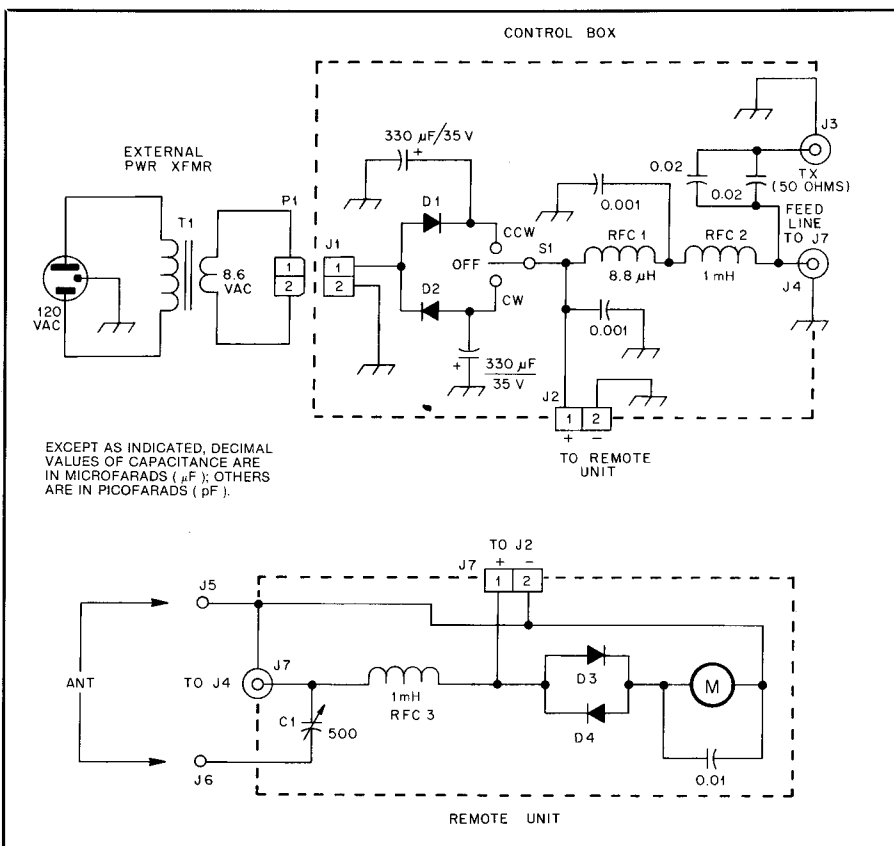 CONTROL BOX
EXTERNAL
PWR XFMR
T1
120
VAC
8.6
VAC
P1
1
2
J1
1
2
330 µF/35 V
+
D1
D2
CCW
OFF
CW
S1
+
330 µF
35 V
0.001
RFC 1
8.8 µH
RFC 2
1 mH
0.001
0.02
0.02
J3
TX
(50 OHMS)
FEED
LINE
TO J7
J4
J2
1 2
+ −
TO REMOTE
UNIT
EXCEPT AS INDICATED, DECIMAL
VALUES OF CAPACITANCE ARE
IN MICROFARADS ( µF ); OTHERS
ARE IN PICOFARADS ( pF ).
TO J2
+ −
J7
1 2
J5
ANT
TO J4
J7
C1
500
J6
1 mH
RFC 3
D3
D4
M
0.01
REMOTE UNIT